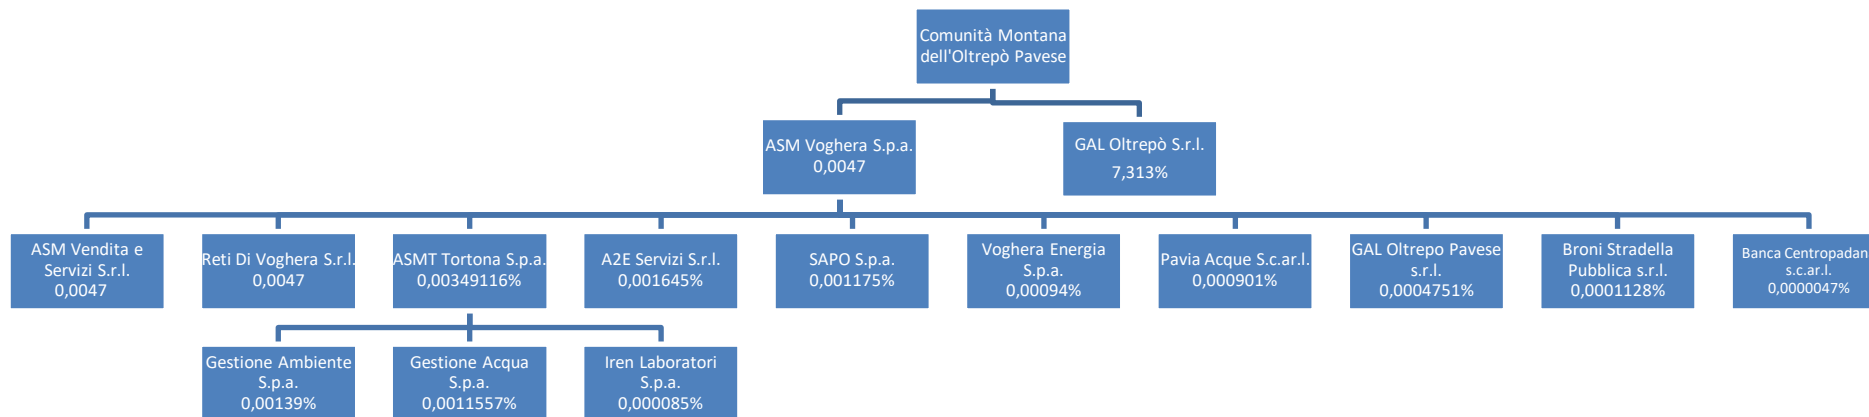 Comunità Montana
dell'Oltrepò Pavese
ASM Voghera S.p.a.
0,0047
GAL Oltrepò S.r.l.
7,313%
ASM Vendita e
Servizi S.r.l.
0,0047
Reti Di Voghera S.r.l.
0,0047
ASMT Tortona S.p.a.
0,00349116%
A2E Servizi S.r.l.
0,001645%
SAPO S.p.a.
0,001175%
Voghera Energia
S.p.a.
0,00094%
Pavia Acque S.c.ar.l.
0,000901%
GAL Oltrepo Pavese
s.r.l.
0,0004751%
Broni Stradella
Pubblica s.r.l.
0,0001128%
Banca Centropadan
s.c.ar.l.
0,0000047%
Gestione Ambiente
S.p.a.
0,00139%
Gestione Acqua
S.p.a.
0,0011557%
Iren Laboratori
S.p.a.
0,000085%